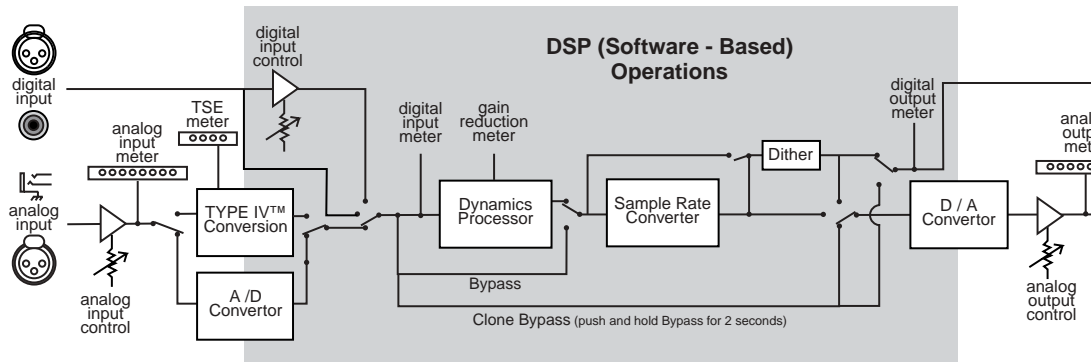 DSP (Software - Based)
Operations
digital
input
control
digital
input
TSE
meter
analog
input
meter
digital
input
meter
gain
reduction
meter
digital
output
meter
Dither
analog
input
TYPE IV™
Conversion
Dynamics
Processor
Sample Rate
Converter
D / A
Convertor
A /D
Convertor
analog
input
control
Bypass
Clone Bypass (push and hold Bypass for 2 seconds)
analog
output control